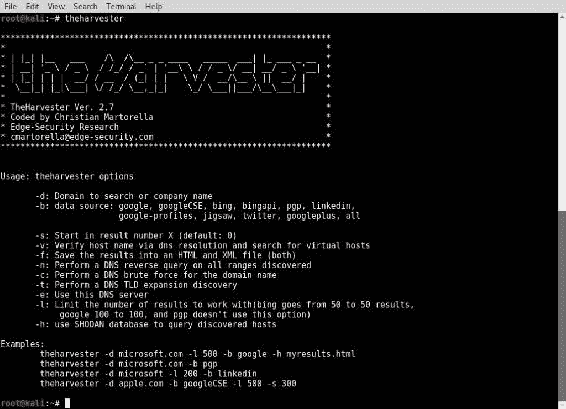 File Edit View Search Terminal Help
root@kali:~# theharvester
*******************************************************************
* TheHarvester Ver. 2.7 *
* Coded by Christian Martorella *
* Edge-Security Research *
* cmartorella@edge-security.com *
*******************************************************************
Usage: theharvester options
-d: Domain to search or company name
-b: data source: google, googleCSE, bing, bingapi, pgp, linkedin,
google-profiles, jigsaw, twitter, googleplus, all
-s: Start in result number X (default: 0)
-v: Verify host name via dns resolution and search for virtual hosts
-f: Save the results into an HTML and XML file (both)
-n: Perform a DNS reverse query on all ranges discovered
-c: Perform a DNS brute force for the domain name
-t: Perform a DNS TLD expansion discovery
-e: Use this DNS server
-l: Limit the number of results to work with(bing goes from 50 to 50 results,
google 100 to 100, and pgp doesn't use this option)
-h: use SHODAN database to query discovered hosts
Examples:
theharvester -d microsoft.com -l 500 -b google -h myresults.html
theharvester -d microsoft.com -b pgp
theharvester -d microsoft -l 200 -b linkedin
theharvester -d apple.com -b googleCSE -l 500 -s 300
root@kali:~#